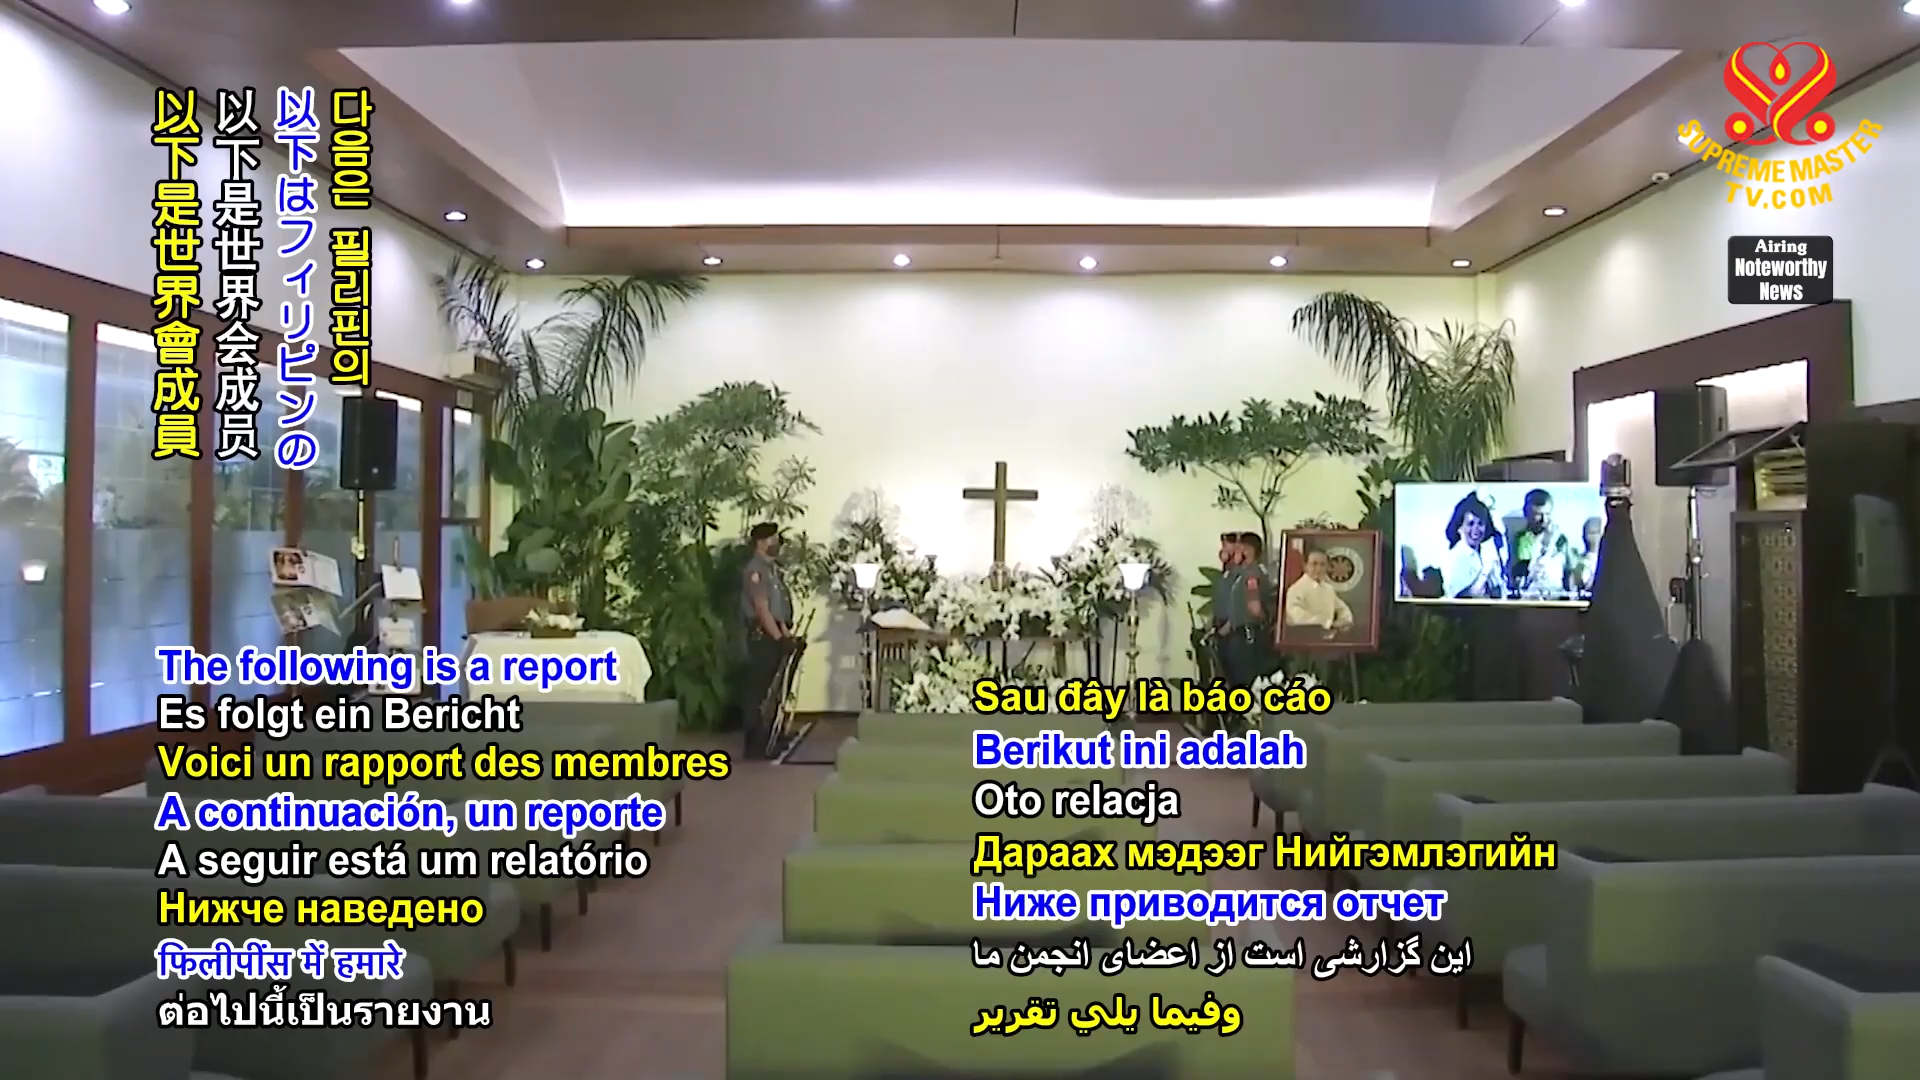 다음은 필리핀의
以下はフィリピンの
以下是世界会成员
以下是世界會成員
SUPREME MASTER
TV.COM
Airing
Noteworthy
News
The following is a report
Es folgt ein Bericht
Voici un rapport des membres
A continuación, un reporte
A seguir está um relatório
Нижче наведено
फिलीपींस में हमारे
ต่อไปนี้เป็นรายงาน
Sau đây là báo cáo
Berikut ini adalah
Oto relacja
Дараах мэдээг Нийгэмлэгийн
Ниже приводится отчет
این گزارشی است از اعضای انجمن ما
وفيما يلي تقرير